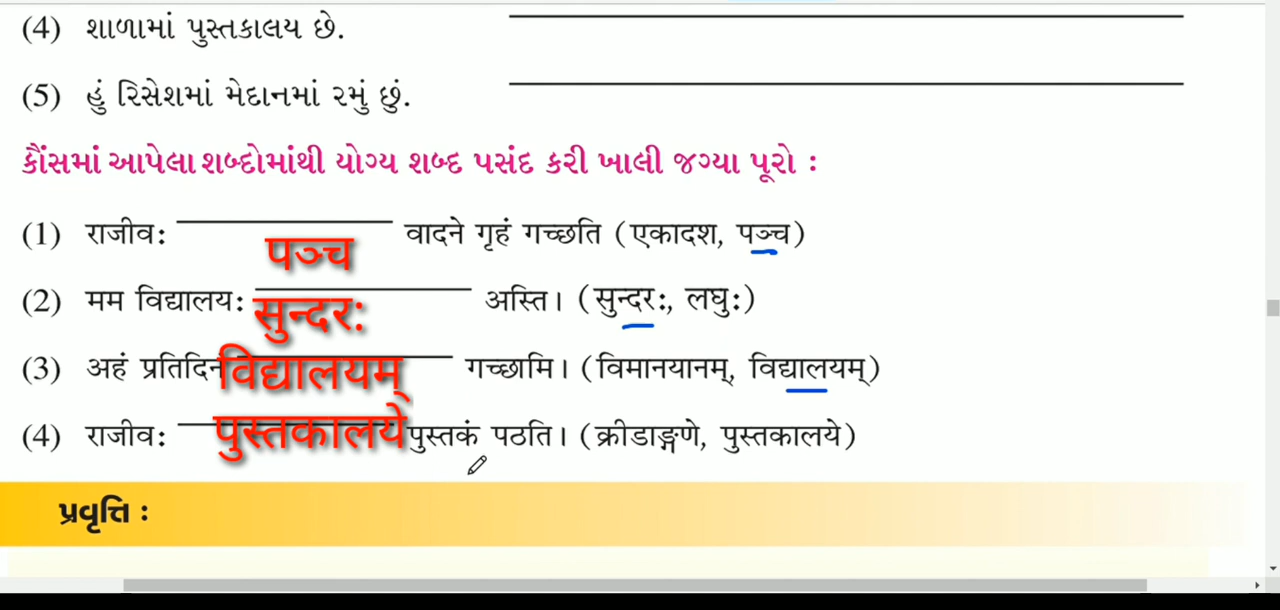 (4) શાળામાં પુસ્તકાલય છે.
(5) હું રિસેશમાં મેદાનમાં રમું છું.
કૌંસમાં આપેલા શબ્દોમાંથી યોગ્ય શબ્દ પસંદ કરી ખાલી જગ્યા પૂરો :
(1) राजीव: पञ्च वादने गृहं गच्छति (एकादश, पञ्च)
(2) मम विद्यालय: सुन्दर: अस्ति। (सुन्दर:, लघु:)
(3) अहं प्रतिदिनं विद्यालयम् गच्छामि। (विमानयानम्, विद्यालयम्)
(4) राजीव: पुस्तकालये पुस्तकं पठति। (क्रीडाङ्गणे, पुस्तकालये)
પ્રવૃત્તિ :